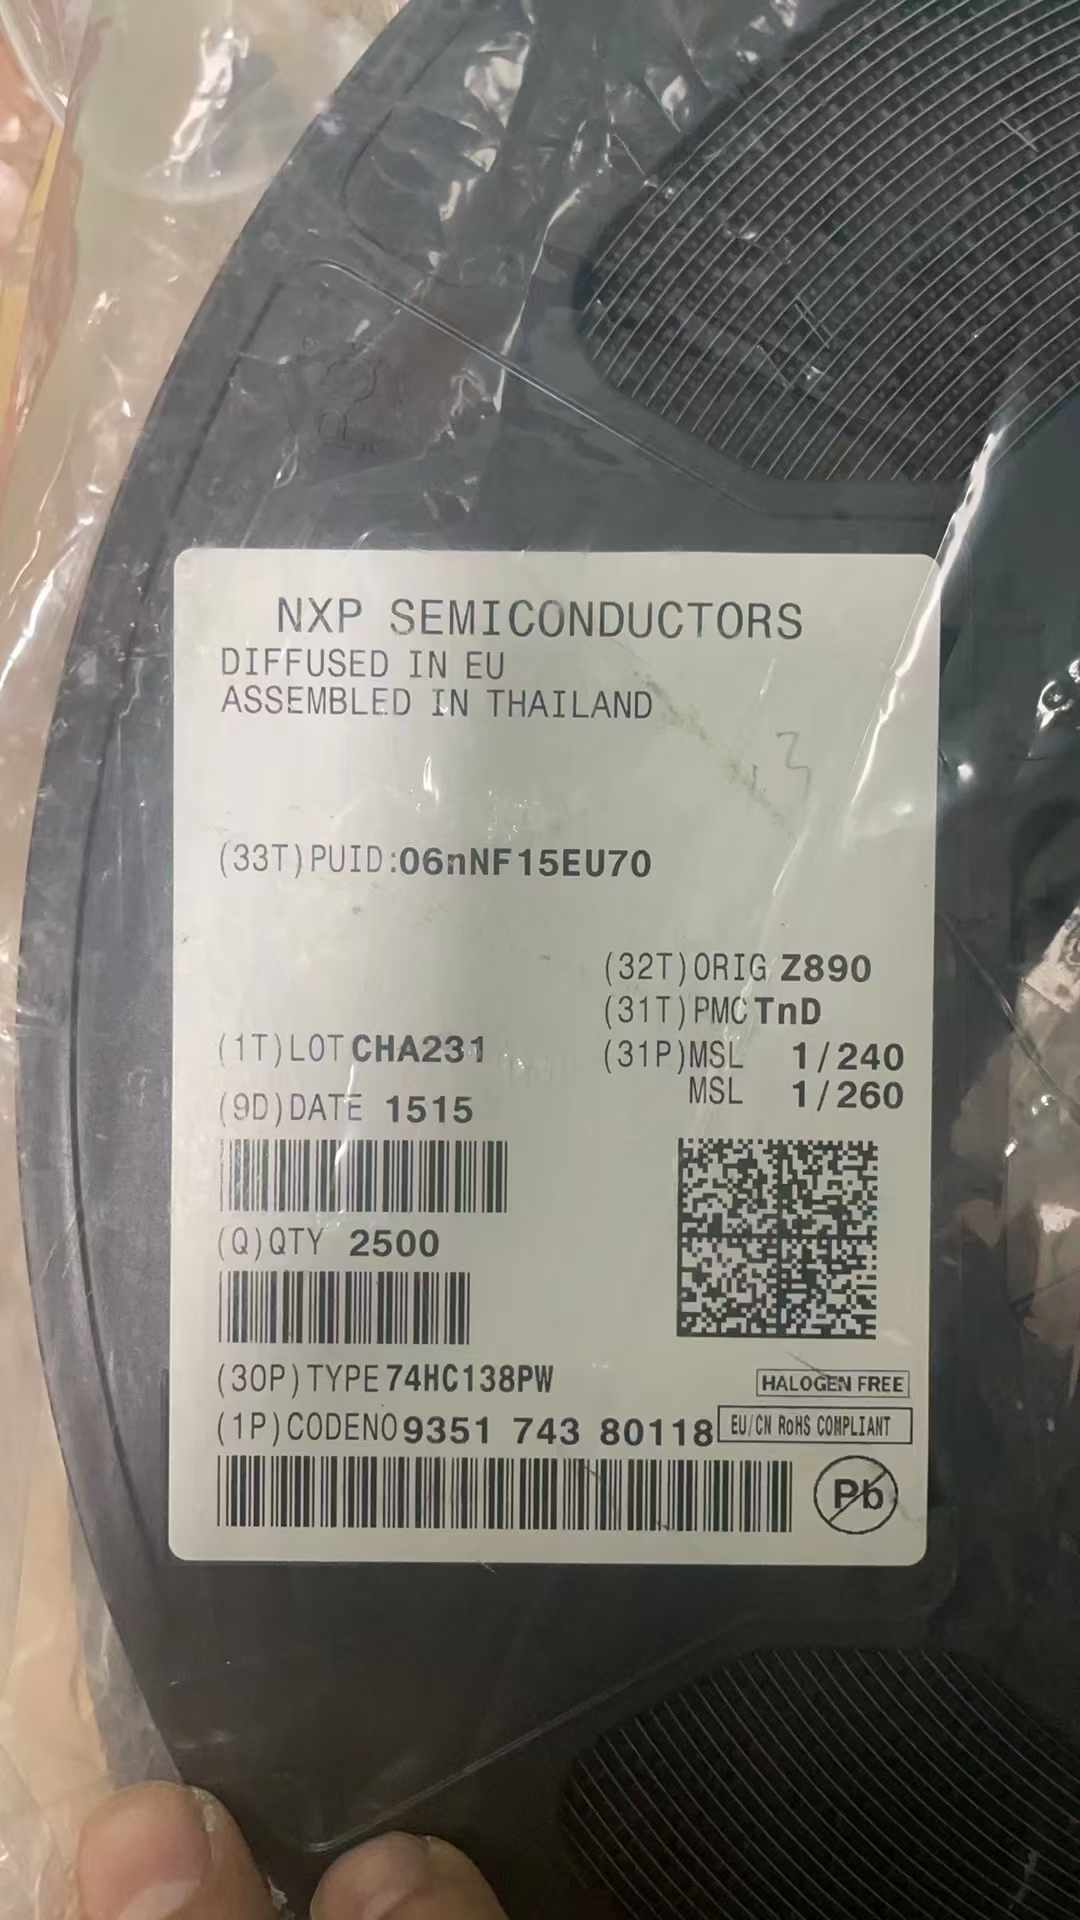 NXP SEMICONDUCTORS
DIFFUSED IN EU
ASSEMBLED IN THAILAND
(33T)PUID:06nNF15EU70
(32T)ORIG Z890
(31T)PMC TnD
(1T)LOT CHA231
(31P)MSL 1/240
MSL 1/260
(9D)DATE 1515
(Q)QTY 2500
(30P)TYPE 74HC138PW
HALOGEN FREE
(1P)CODENO 9351 743 80118
EU/CN RoHS COMPLIANT
Pb